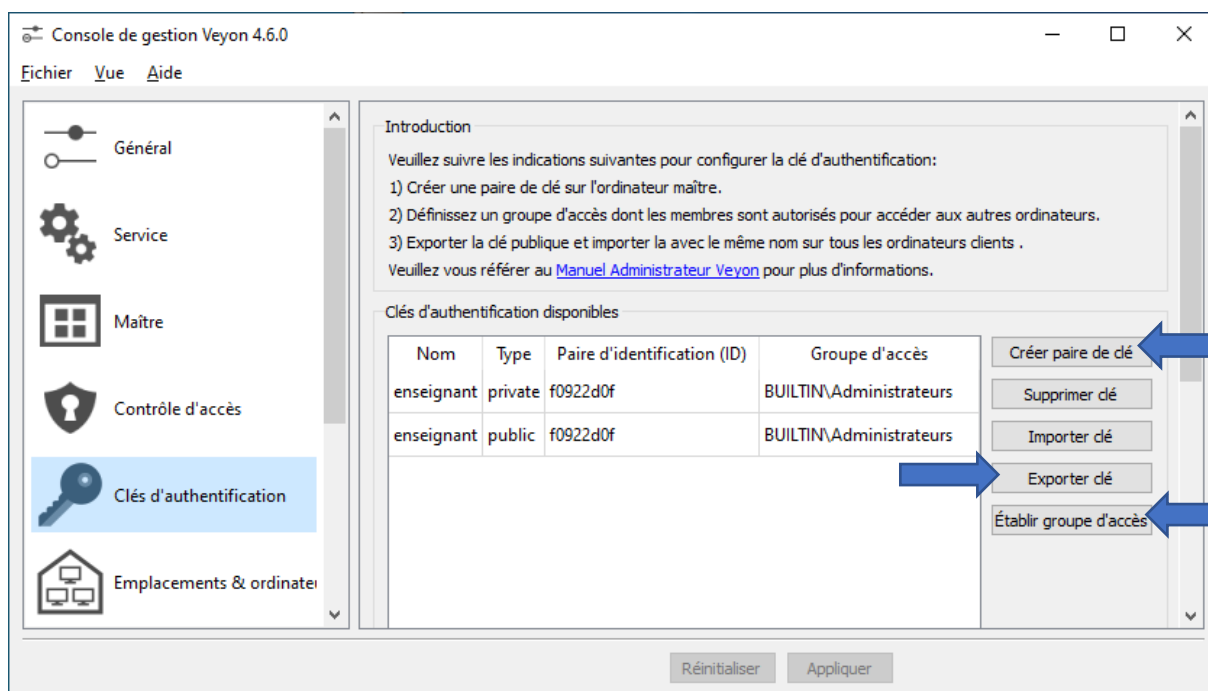 Console de gestion Veyon 4.6.0
Fichier Vue Aide
Général
Service
Maître
Contrôle d'accès
Clés d'authentification
Emplacements & ordinate
Introduction
Veuillez suivre les indications suivantes pour configurer la clé d'authentification:
1) Créer une paire de clé sur l'ordinateur maître.
2) Définissez un groupe d'accès dont les membres sont autorisés pour accéder aux autres ordinateurs.
3) Exporter la clé publique et importer la avec le même nom sur tous les ordinateurs clients .
Veuillez vous référer au Manuel Administrateur Veyon pour plus d'informations.
Clés d'authentification disponibles
Nom Type Paire d'identification (ID) Groupe d'accès
enseignant private f0922d0f BUILTIN\Administrateurs
enseignant public f0922d0f BUILTIN\Administrateurs
Créer paire de clé
Supprimer clé
Importer clé
Exporter clé
Établir groupe d'accès
Réinitialiser Appliquer